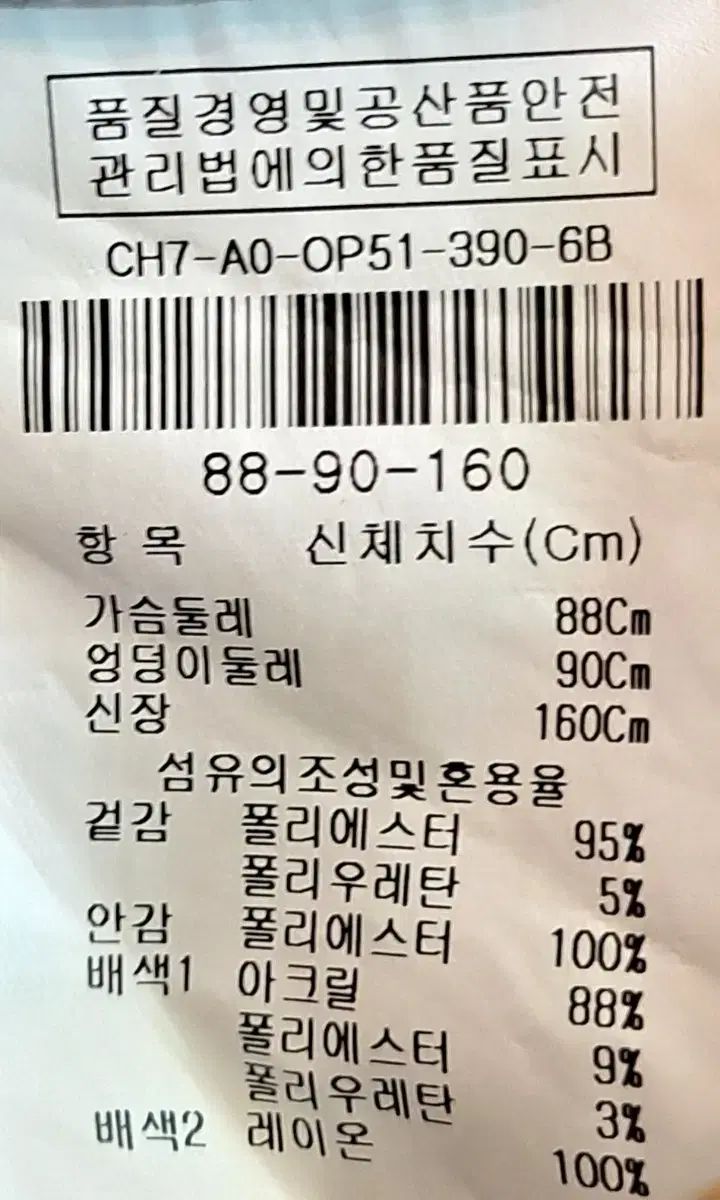 품질경영및공산품안전
관리법에의한품질표시
CH7-A0-OP51-390-6B
88-90-160
항 목 신체치수(Cm)
가슴둘레 88Cm
엉덩이둘레 90Cm
신장 160Cm
섬유의조성및혼용율
겉감 폴리에스터 95%
폴리우레탄 5%
안감 폴리에스터 100%
배색1 아크릴 88%
폴리에스터 9%
폴리우레탄 3%
배색2 레이온 100%